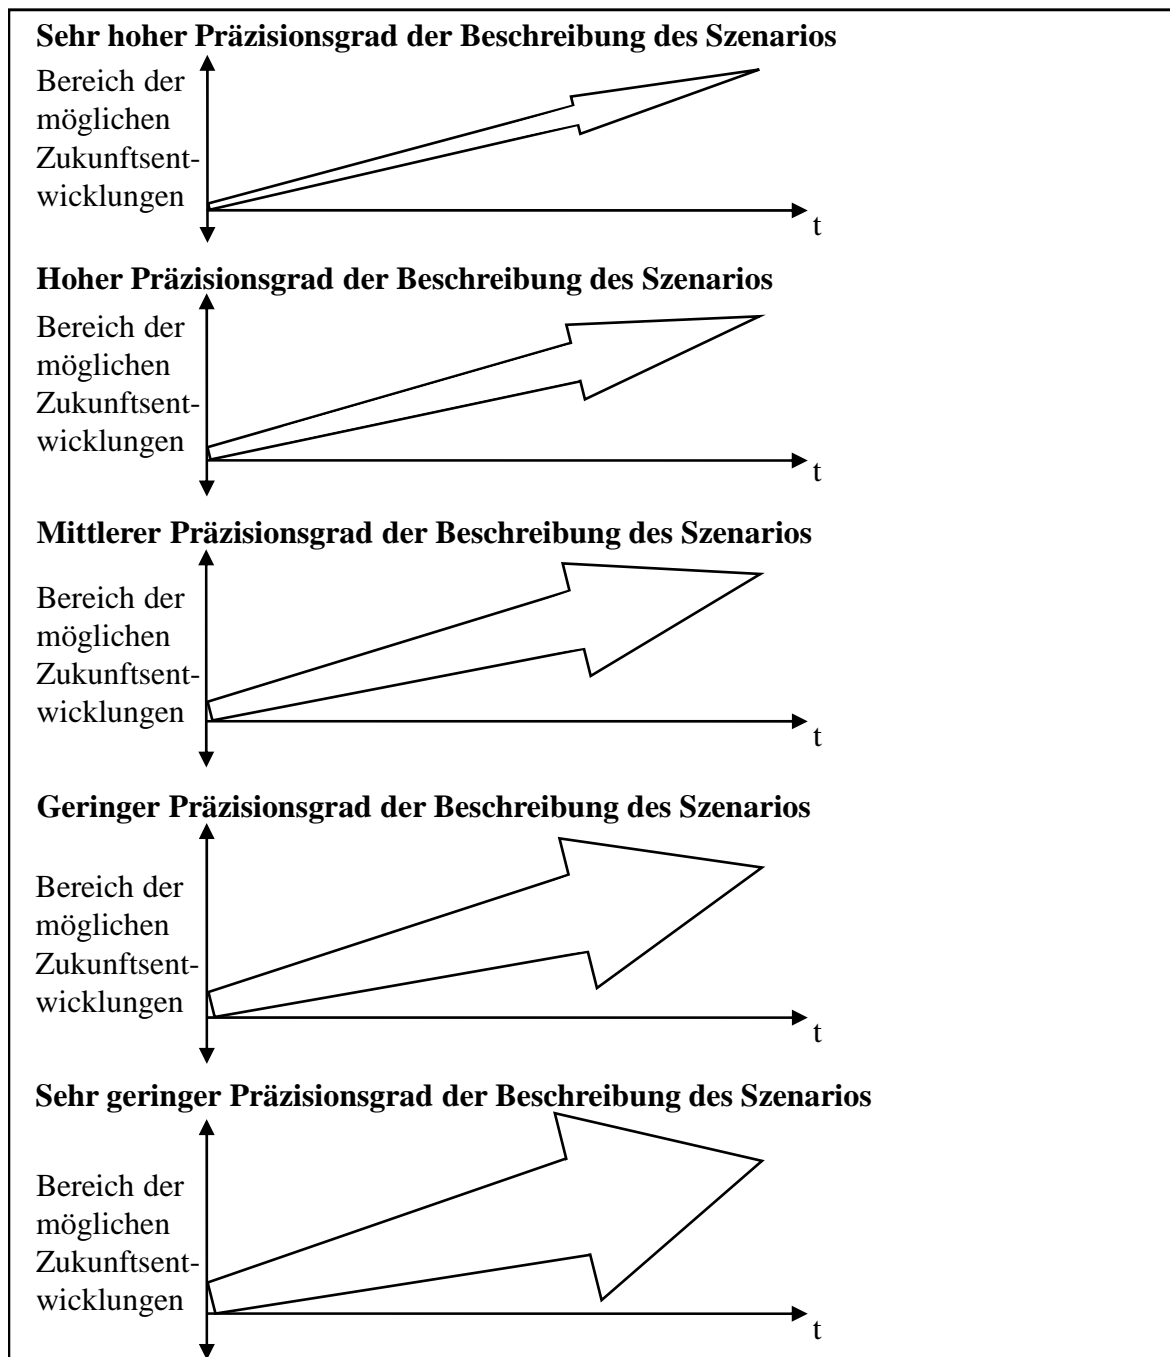 Sehr hoher Präzisionsgrad der Beschreibung des Szenarios
Bereich der
möglichen
Zukunftsent-
wicklungen
t
Hoher Präzisionsgrad der Beschreibung des Szenarios
Bereich der
möglichen
Zukunftsent-
wicklungen
t
Mittlerer Präzisionsgrad der Beschreibung des Szenarios
Bereich der
möglichen
Zukunftsent-
wicklungen
t
Geringer Präzisionsgrad der Beschreibung des Szenarios
Bereich der
möglichen
Zukunftsent-
wicklungen
t
Sehr geringer Präzisionsgrad der Beschreibung des Szenarios
Bereich der
möglichen
Zukunftsent-
wicklungen
t